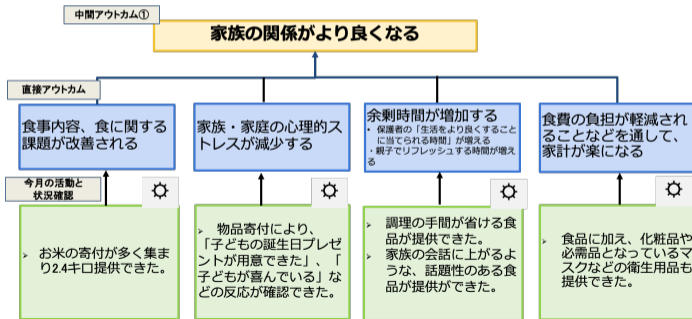 中間アウトカム①
家族の関係がより良くなる
直接アウトカム
食事内容、食に関する
課題が改善される
家族・家庭の心理的ス
トレスが減少する
余剰時間が増加する
• 保護者の「生活をより良くすること
に当てられる時間」が増える
・親子でリフレッシュする時間が増え
る
食費の負担が軽減され
ることなどを通して、
家計が楽になる
今月の活動と
状況確認
➢ お米の寄付が多く集ま
り2.4キロ提供できた。
➢ 物品寄付により、
「子どもの誕生日プレゼ
ントが用意できた」、「
子どもが喜んでいる」な
どの反応が確認できた。
➢ 調理の手間が省ける食
品が提供できた。
➢ 家族の会話に上がるよ
うな、話題性のある食
品が提供ができた。
➢ 食品に加え、化粧品や
必需品となっているマ
スクなどの衛生用品も
提供できた。